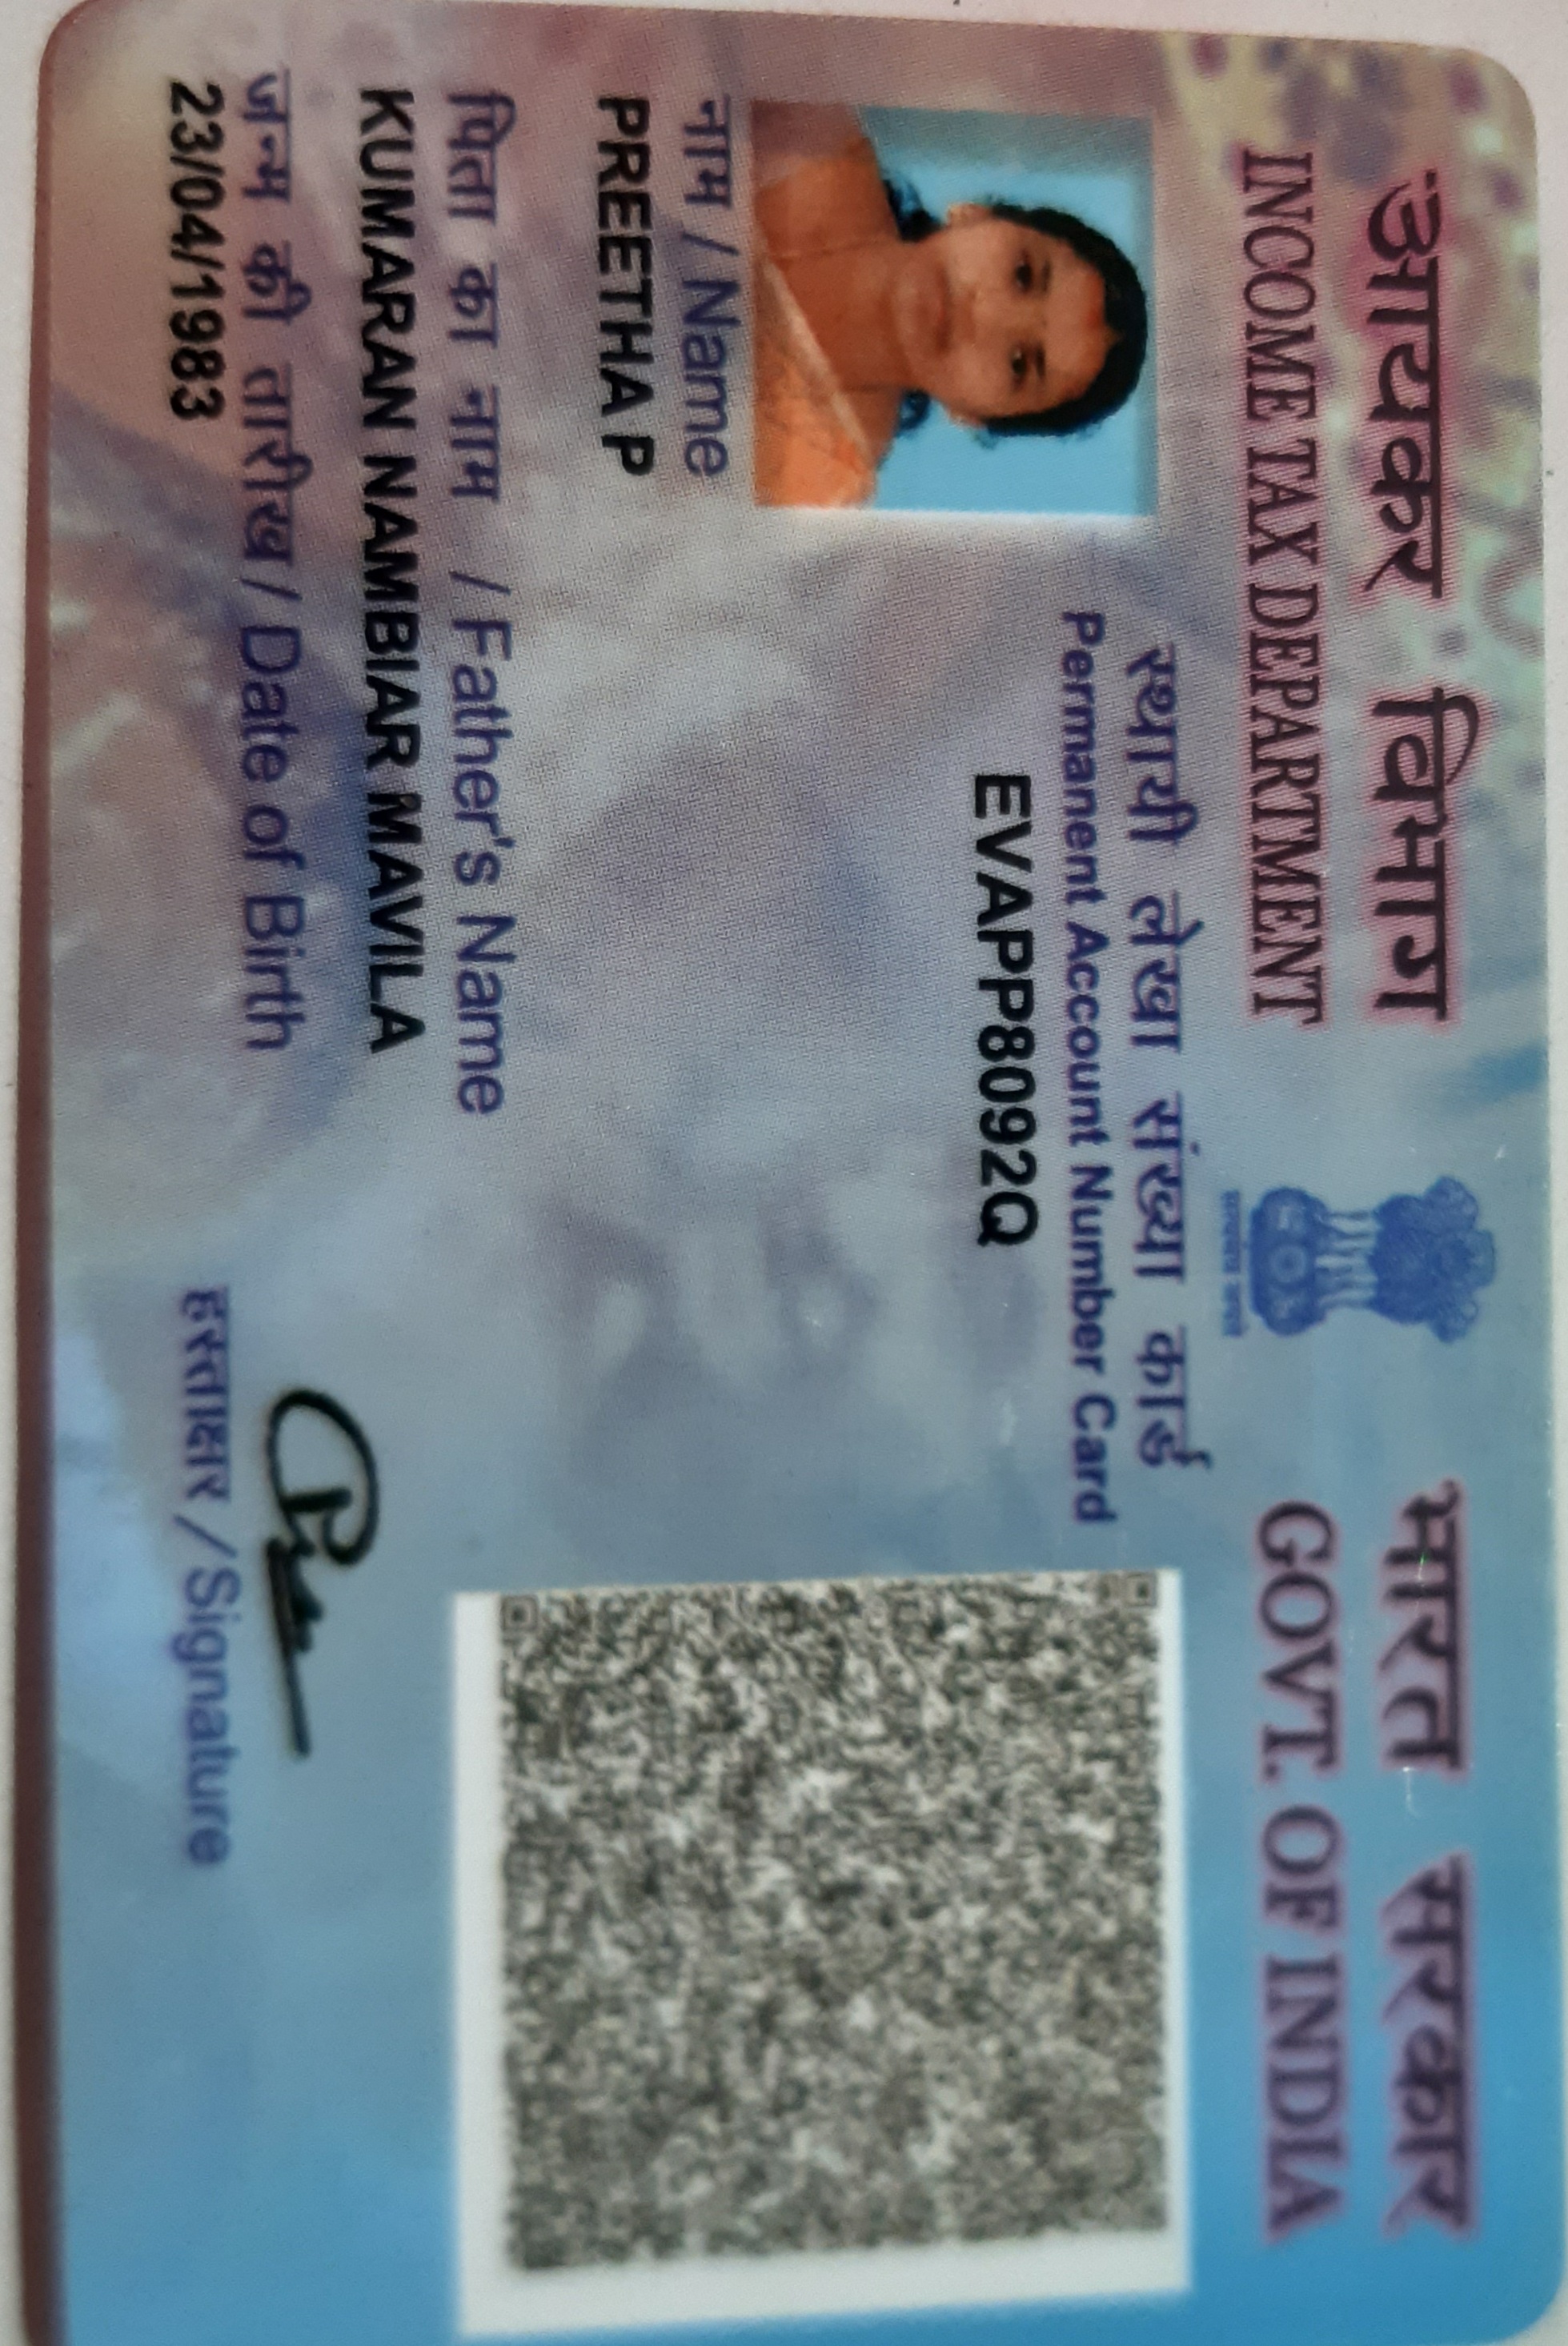 आयकर विभाग
INCOME TAX DEPARTMENT
भारत सरकार
GOVT. OF INDIA
स्थायी लेखा संख्या कार्ड
Permanent Account Number Card
EVAPP8092Q
नाम / Name
PREETHA P
पिता का नाम / Father's Name
KUMARAN NAMBIAR MAVILA
जन्म की तारीख / Date of Birth
23/04/1983
हस्ताक्षर / Signature